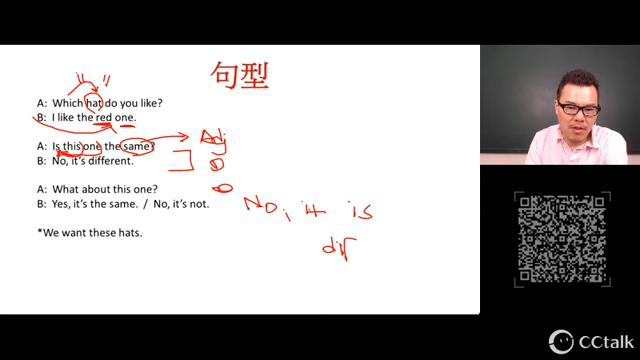 句型
A: Which hat do you like?
B: I like the red one.
A: Is this one the same?
B: No, it's different.
A: What about this one?
B: Yes, it's the same. / No, it's not.
*We want these hats.
Adj
No, it is
dif
CCtalk